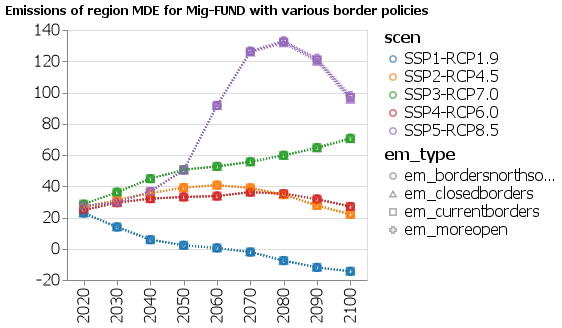 Emissions of region MDE for Mig-FUND with various border policies
140
120
100
80
60
40
20
0
-20
2020
2030
2040
2050
2060
2070
2080
2090
2100
scen
SSP1-RCP1.9
SSP2-RCP4.5
SSP3-RCP7.0
SSP4-RCP6.0
SSP5-RCP8.5
em_type
em_bordersnorthso...
em_closedborders
em_currentborders
em_moreopen